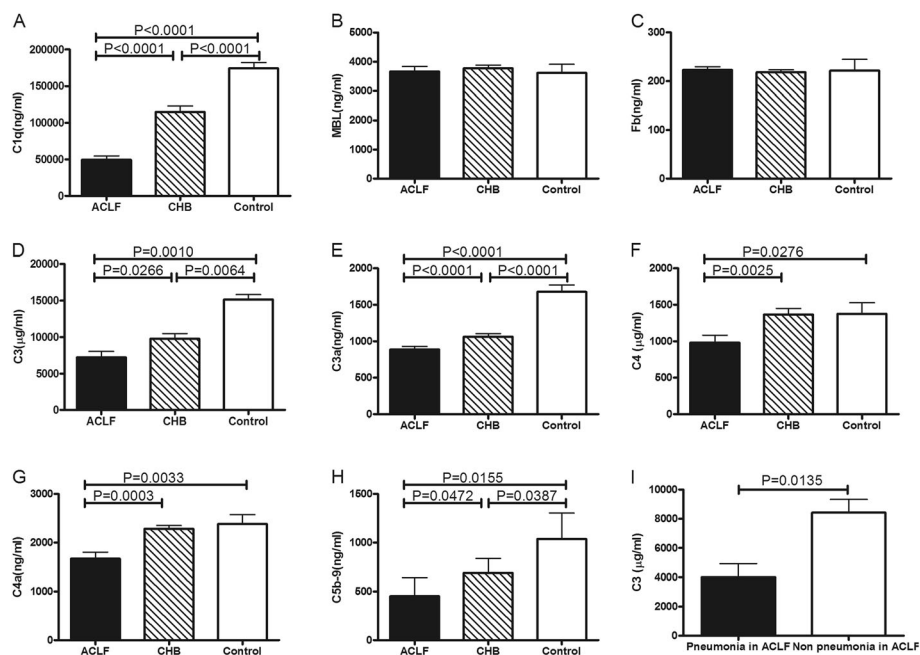 A
P<0.0001
P<0.0001 P<0.0001
C1q(ng/ml)
200000
150000
100000
50000
0
ACLF CHB Control
B
MBL(ng/ml)
5000
4000
3000
2000
1000
0
ACLF CHB Control
C
Fb(ng/ml)
300
200
100
0
ACLF CHB Control
D
P=0.0010
P=0.0266 P=0.0064
C3(μg/ml)
20000
15000
10000
5000
0
ACLF CHB Control
E
P<0.0001
P<0.0001 P<0.0001
C3a(ng/ml)
2000
1500
1000
500
0
ACLF CHB Control
F
P=0.0276
P=0.0025
C4 (μg/ml)
2000
1500
1000
500
0
ACLF CHB Control
G
P=0.0033
P=0.0003
C4a(ng/ml)
3000
2000
1000
0
ACLF CHB Control
H
P=0.0155
P=0.0472 P=0.0387
C5b-9(ng/ml)
1500
1000
500
0
ACLF CHB Control
I
P=0.0135
C3 (μg/ml)
10000
8000
6000
4000
2000
0
Pneumonia in ACLF Non pneumonia in ACLF